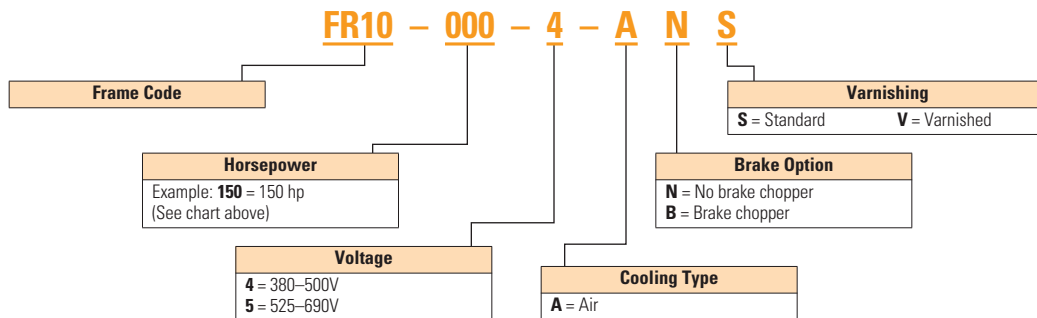 FR10 – 000 – 4 – A N S
Frame Code
Varnishing
S = Standard V = Varnished
Horsepower
Example: 150 = 150 hp
(See chart above)
Brake Option
N = No brake chopper
B = Brake chopper
Voltage
4 = 380–500V
5 = 525–690V
Cooling Type
A = Air